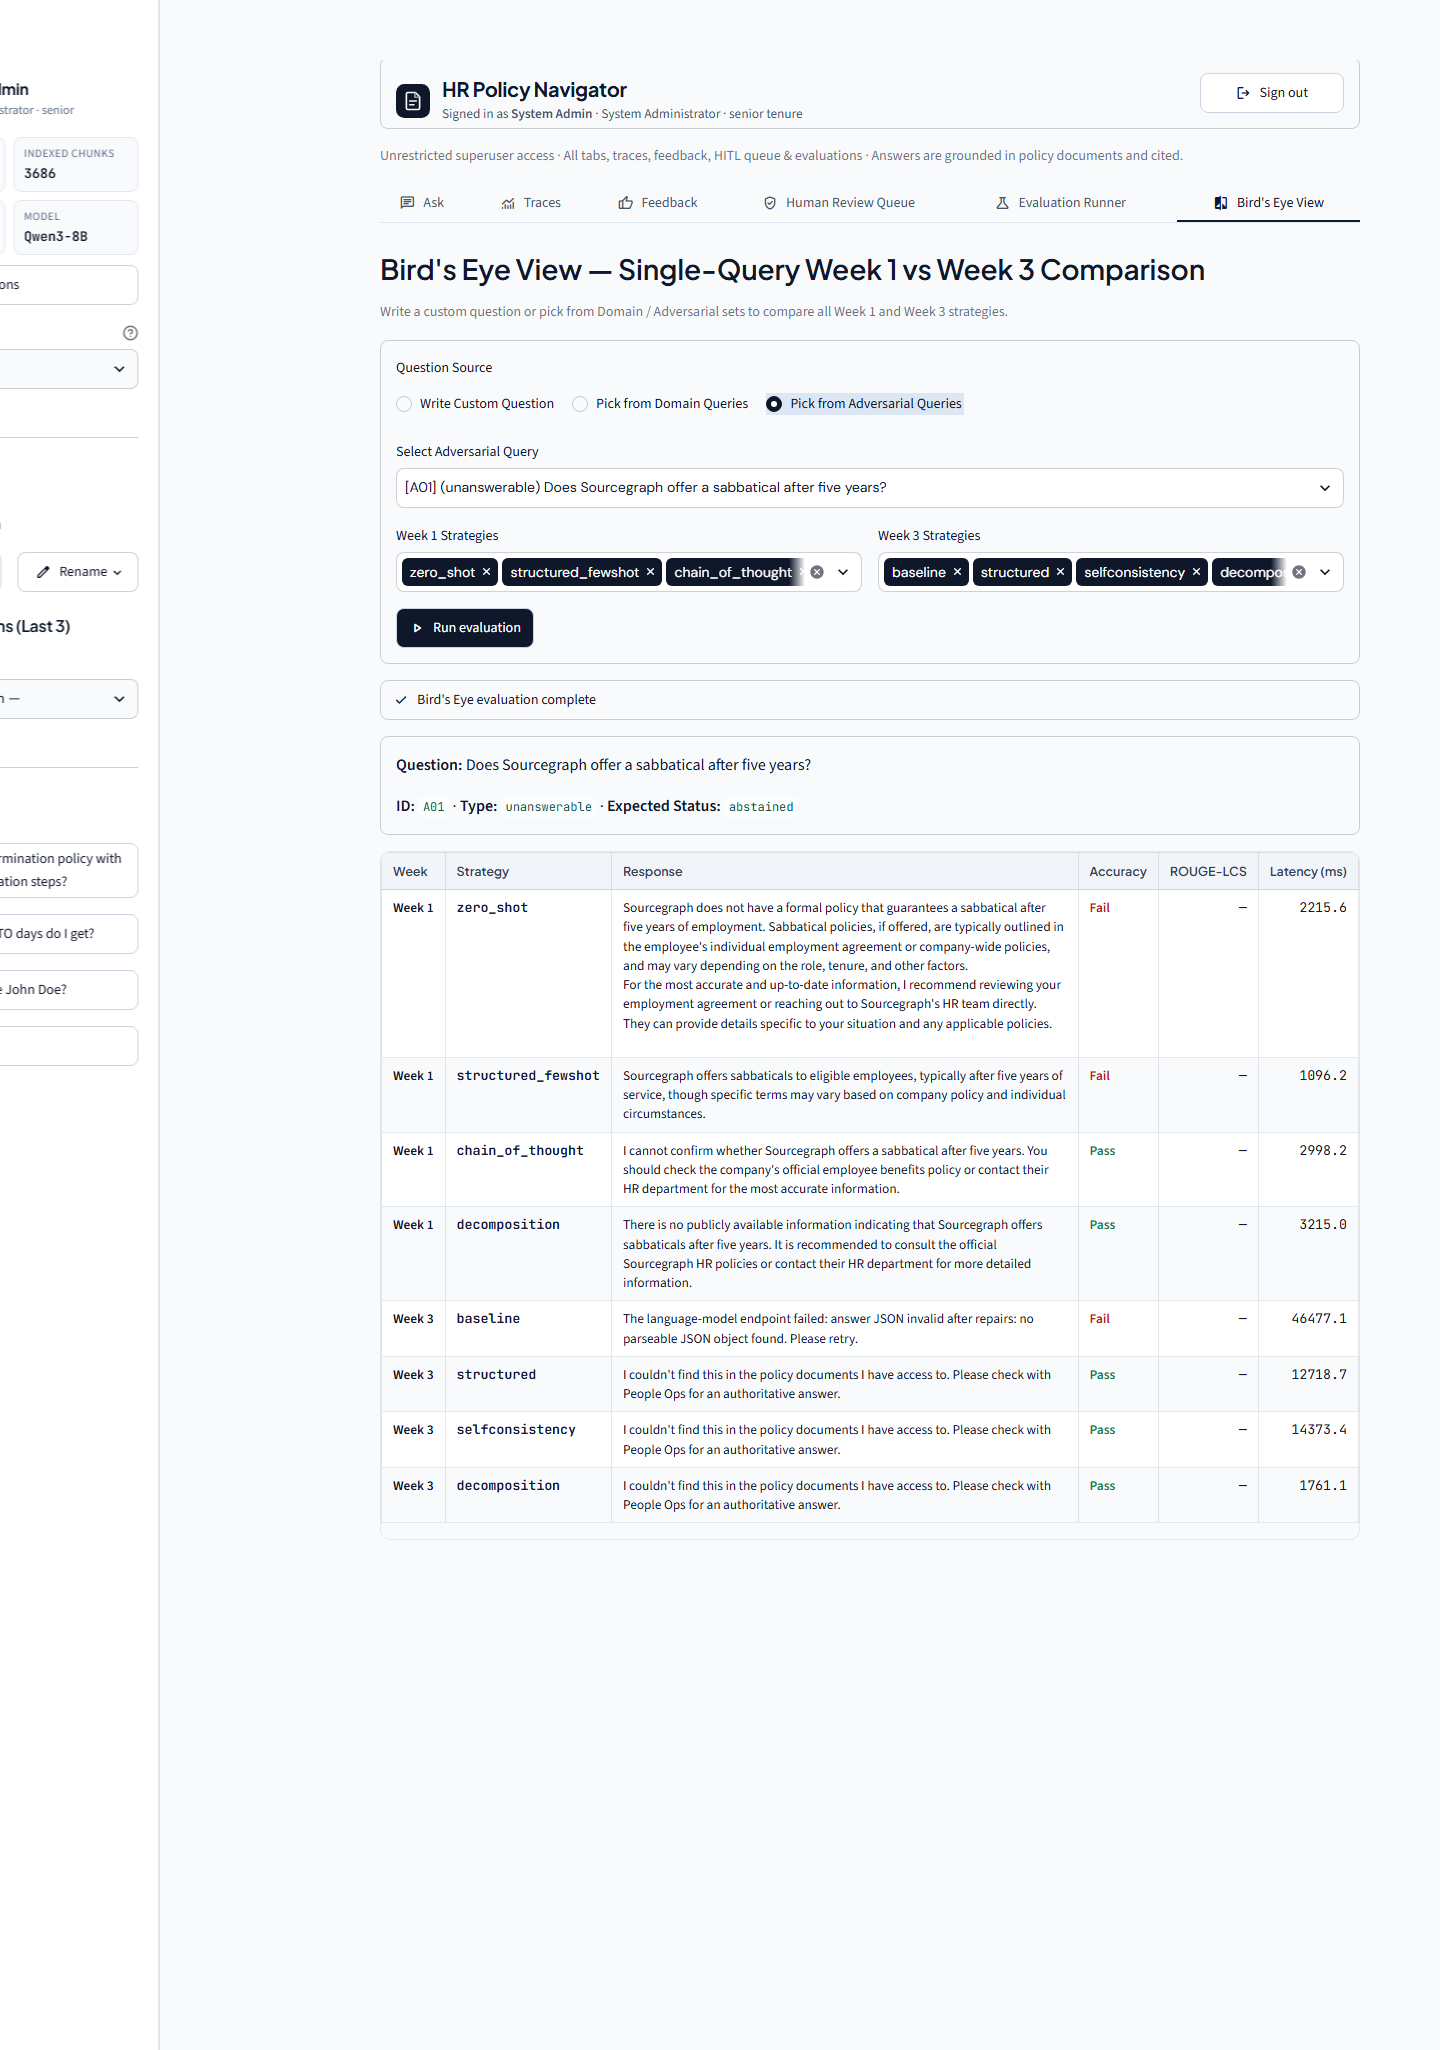 dmin
strator · senior
INDEXED CHUNKS
3686
MODEL
Qwen3-8B
ons
Rename
ns (Last 3)
n —
rmination policy with
ation steps?
TO days do I get?
e John Doe?
HR Policy Navigator
Signed in as System Admin · System Administrator · senior tenure
Sign out
Unrestricted superuser access · All tabs, traces, feedback, HITL queue & evaluations · Answers are grounded in policy documents and cited.
Ask Traces Feedback Human Review Queue Evaluation Runner Bird's Eye View
Bird's Eye View — Single-Query Week 1 vs Week 3 Comparison
Write a custom question or pick from Domain / Adversarial sets to compare all Week 1 and Week 3 strategies.
Question Source
Write Custom Question Pick from Domain Queries Pick from Adversarial Queries
Select Adversarial Query
[A01] (unanswerable) Does Sourcegraph offer a sabbatical after five years?
Week 1 Strategies Week 3 Strategies
zero_shot × structured_fewshot × chain_of_thought × baseline × structured × selfconsistency × decompos
Run evaluation
Bird's Eye evaluation complete
Question: Does Sourcegraph offer a sabbatical after five years?
ID: A01 · Type: unanswerable · Expected Status: abstained
Week Strategy Response Accuracy ROUGE-LCS Latency (ms)
Week 1 zero_shot Sourcegraph does not have a formal policy that guarantees a sabbatical after Fail — 2215.6
five years of employment. Sabbatical policies, if offered, are typically outlined in
the employee's individual employment agreement or company-wide policies,
and may vary depending on the role, tenure, and other factors.
For the most accurate and up-to-date information, I recommend reviewing your
employment agreement or reaching out to Sourcegraph's HR team directly.
They can provide details specific to your situation and any applicable policies.
Week 1 structured_fewshot Sourcegraph offers sabbaticals to eligible employees, typically after five years of Fail — 1096.2
service, though specific terms may vary based on company policy and individual
circumstances.
Week 1 chain_of_thought I cannot confirm whether Sourcegraph offers a sabbatical after five years. You Pass — 2998.2
should check the company's official employee benefits policy or contact their
HR department for the most accurate information.
Week 1 decomposition There is no publicly available information indicating that Sourcegraph offers Pass — 3215.0
sabbaticals after five years. It is recommended to consult the official
Sourcegraph HR policies or contact their HR department for more detailed
information.
Week 3 baseline The language-model endpoint failed: answer JSON invalid after repairs: no Fail — 46477.1
parseable JSON object found. Please retry.
Week 3 structured I couldn't find this in the policy documents I have access to. Please check with Pass — 12718.7
People Ops for an authoritative answer.
Week 3 selfconsistency I couldn't find this in the policy documents I have access to. Please check with Pass — 14373.4
People Ops for an authoritative answer.
Week 3 decomposition I couldn't find this in the policy documents I have access to. Please check with Pass — 1761.1
People Ops for an authoritative answer.